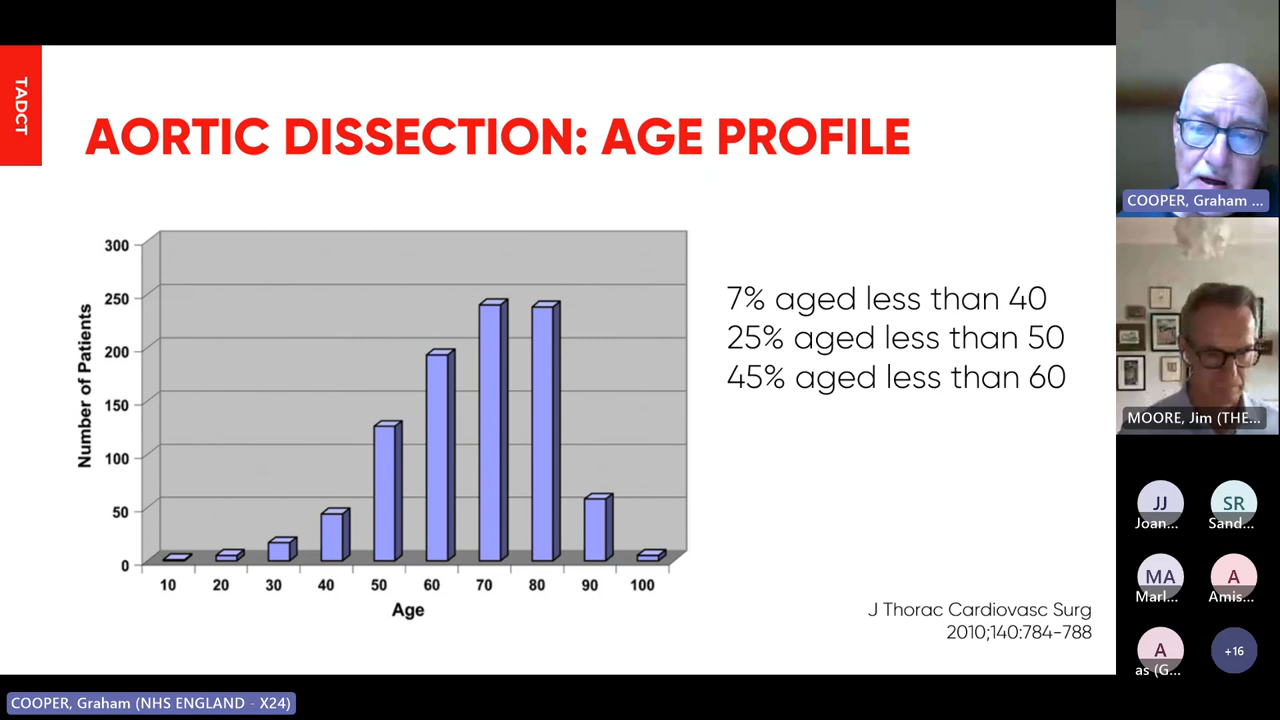 TADCT
AORTIC DISSECTION: AGE PROFILE
300
250
200
150
100
50
0
Number of Patients
10 20 30 40 50 60 70 80 90 100
Age
7% aged less than 40
25% aged less than 50
45% aged less than 60
J Thorac Cardiovasc Surg
2010;140:784-788
COOPER, Graham ...
MOORE, Jim (THE...
JJ SR
Joan... Sand...
MA A
Marl... Amis...
A +16
as (G...
COOPER, Graham (NHS ENGLAND - X24)